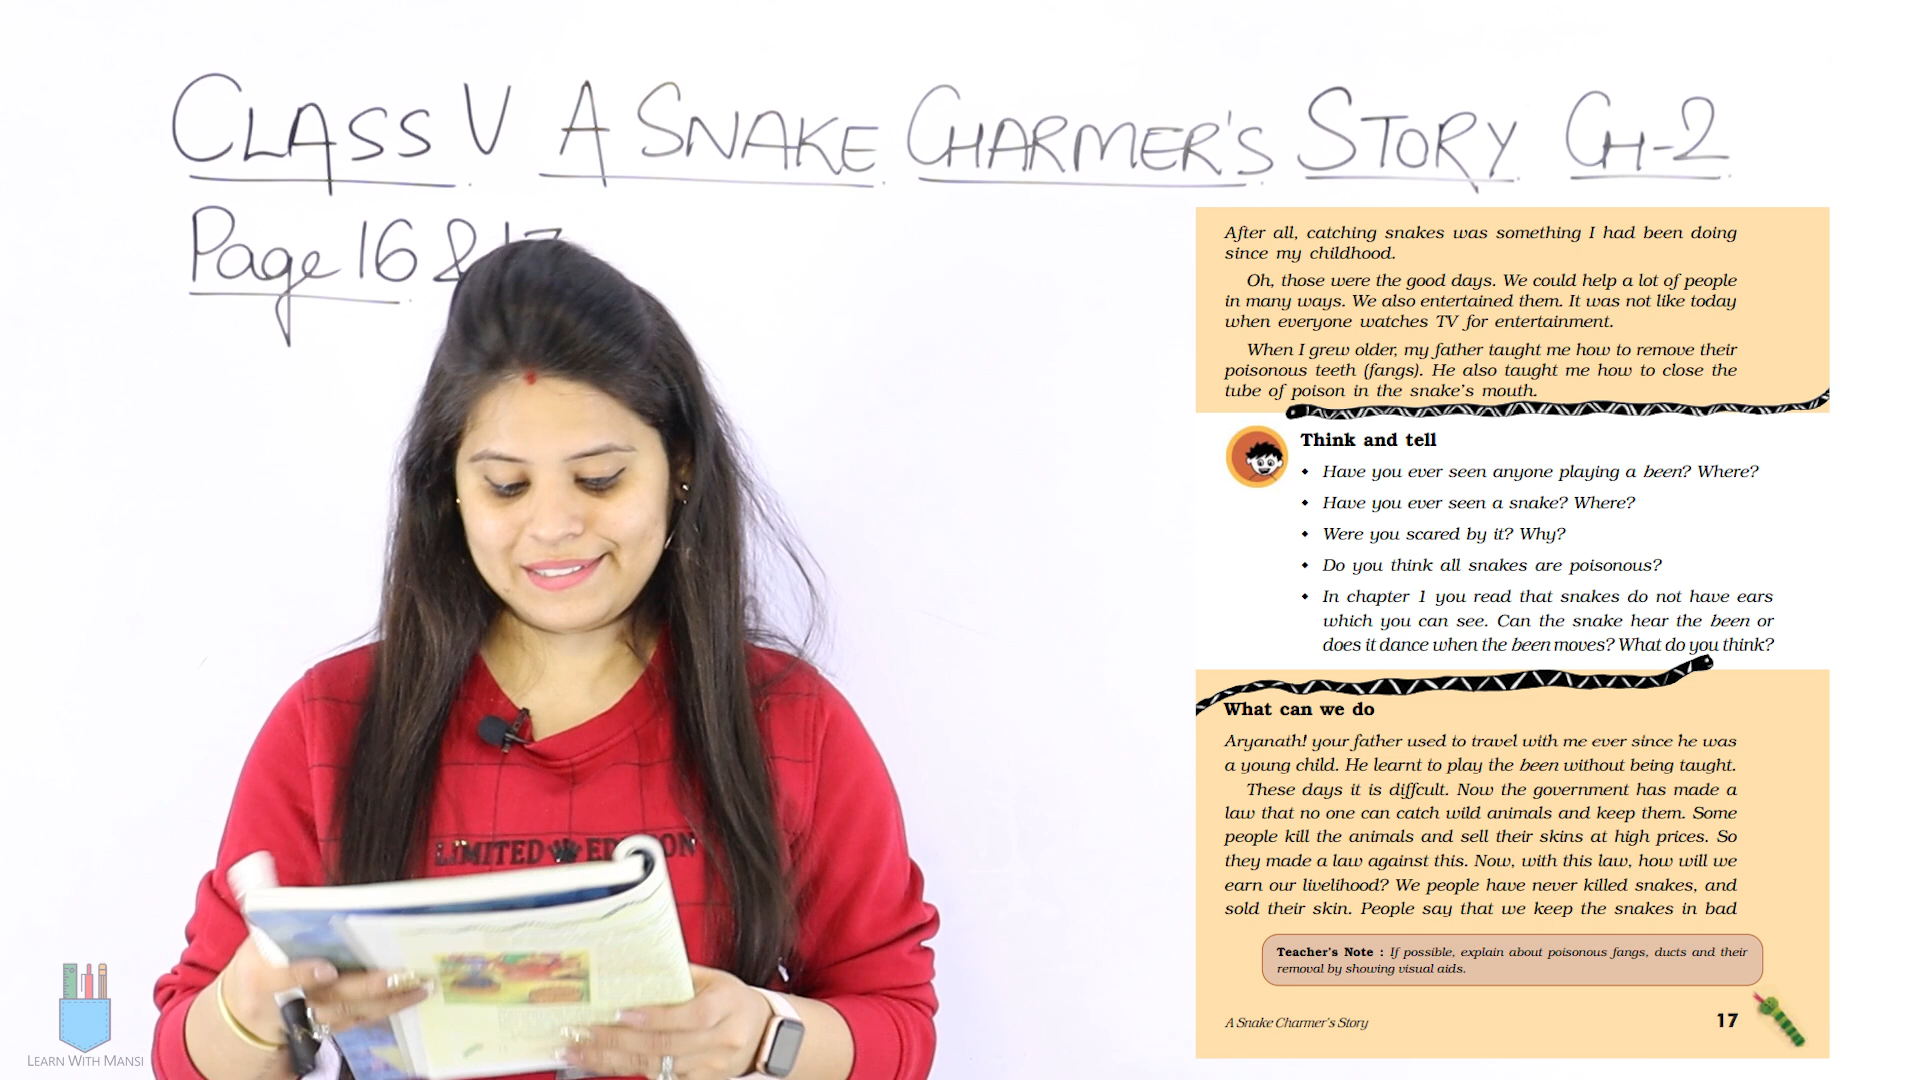 CLASS V A SNAKE CHARMER'S STORY CH-2
Page 16 & 17
After all, catching snakes was something I had been doing
since my childhood.
Oh, those were the good days. We could help a lot of people
in many ways. We also entertained them. It was not like today
when everyone watches TV for entertainment.
When I grew older, my father taught me how to remove their
poisonous teeth (fangs). He also taught me how to close the
tube of poison in the snake's mouth.
Think and tell
• Have you ever seen anyone playing a been? Where?
• Have you ever seen a snake? Where?
• Were you scared by it? Why?
• Do you think all snakes are poisonous?
• In chapter 1 you read that snakes do not have ears
which you can see. Can the snake hear the been or
does it dance when the been moves? What do you think?
What can we do
Aryanath! your father used to travel with me ever since he was
a young child. He learnt to play the been without being taught.
These days it is diffcult. Now the government has made a
law that no one can catch wild animals and keep them. Some
people kill the animals and sell their skins at high prices. So
they made a law against this. Now, with this law, how will we
earn our livelihood? We people have never killed snakes, and
sold their skin. People say that we keep the snakes in bad
Teacher's Note : If possible, explain about poisonous fangs, ducts and their
removal by showing visual aids.
A Snake Charmer's Story
17
LIMITED EDITION
LEARN WITH MANSI